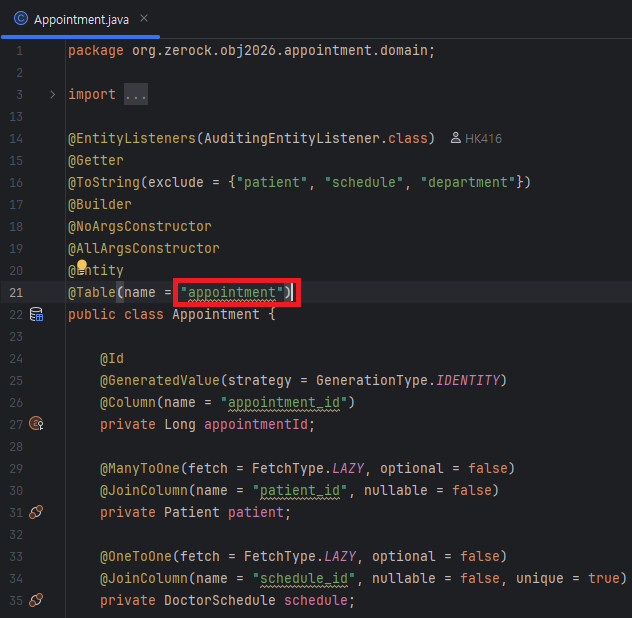 Appointment.java
1 package org.zerock.obj2026.appointment.domain;
2
3 import ...
13
14 @EntityListeners(AuditingEntityListener.class) HK416
15 @Getter
16 @ToString(exclude = {"patient", "schedule", "department"})
17 @Builder
18 @NoArgsConstructor
19 @AllArgsConstructor
20 @Entity
21 @Table(name = "appointment")
22 public class Appointment {
23
24 @Id
25 @GeneratedValue(strategy = GenerationType.IDENTITY)
26 @Column(name = "appointment_id")
27 private Long appointmentId;
28
29 @ManyToOne(fetch = FetchType.LAZY, optional = false)
30 @JoinColumn(name = "patient_id", nullable = false)
31 private Patient patient;
32
33 @OneToOne(fetch = FetchType.LAZY, optional = false)
34 @JoinColumn(name = "schedule_id", nullable = false, unique = true)
35 private DoctorSchedule schedule;